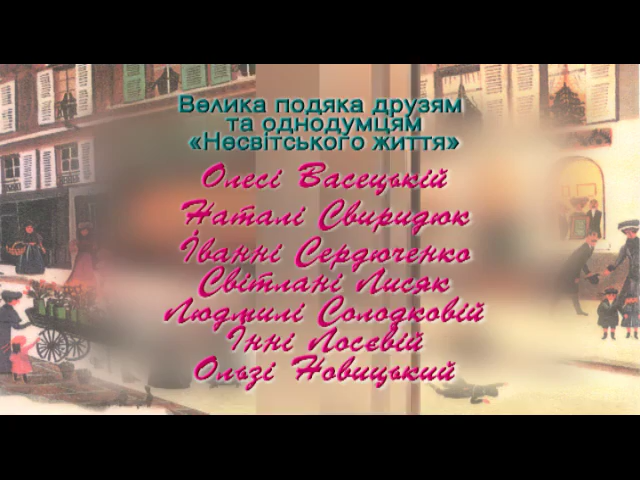 Велика подяка друзям
та однодумцям
«Несвітського життя»
Олесі Васецькій
Наталі Свиридюк
Іванні Сердюченко
Світлані Лисяк
Людмилі Солодковій
Інні Лосєвій
Ользі Новицький